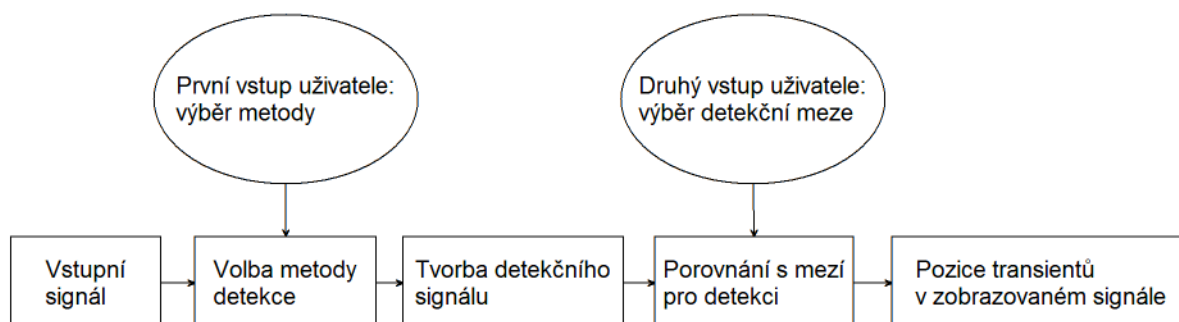 První vstup uživatele:
výběr metody
Druhý vstup uživatele:
výběr detekční meze
Vstupní
signál
Volba metody
detekce
Tvorba detekčního
signálu
Porovnání s mezí
pro detekci
Pozice transientů
v zobrazovaném signále